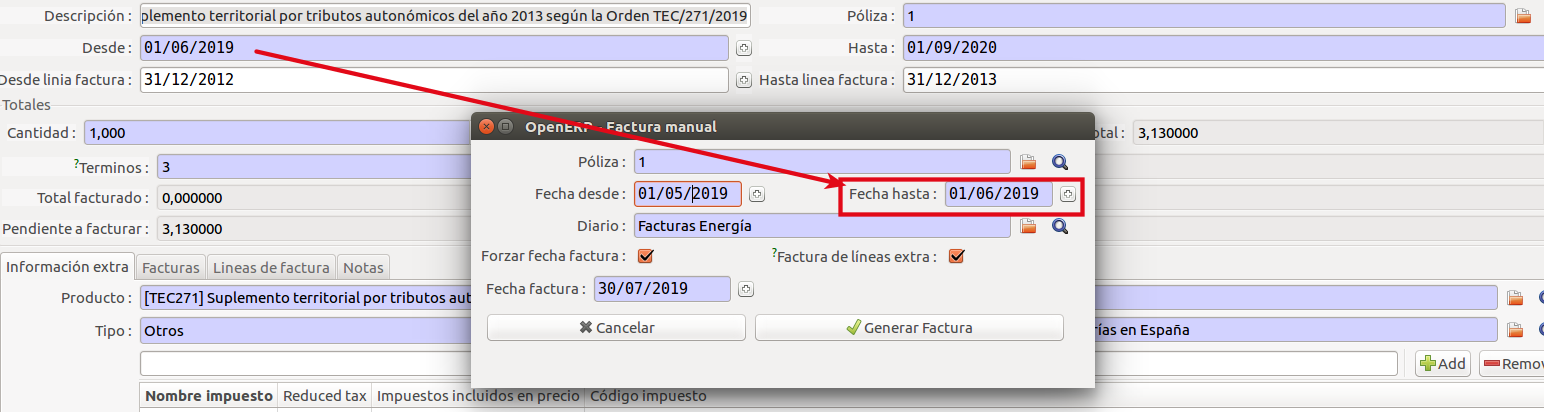 Descripción : plemento territorial por tributos autonómicos del año 2013 según la Orden TEC/271/2019 Póliza : 1
Desde : 01/06/2019 Hasta : 01/09/2020
Desde linia factura : 31/12/2012 Hasta linea factura : 31/12/2013
Totales
Cantidad : 1,000 otal : 3,130000
? Terminos : 3
Total facturado : 0,000000
Pendiente a facturar : 3,130000
OpenERP - Factura manual
Póliza : 1
Fecha desde : 01/05/2019 Fecha hasta : 01/06/2019
Diario : Facturas Energía
Forzar fecha factura : ? Factura de líneas extra :
Fecha factura : 30/07/2019
Cancelar Generar Factura
Información extra Facturas Lineas de factura Notas
Producto : [TEC271] Suplemento territorial por tributos aut
Tipo : Otros rías en España
Add Remov
Nombre impuesto Reduced tax Impuestos incluidos en precio Código impuesto